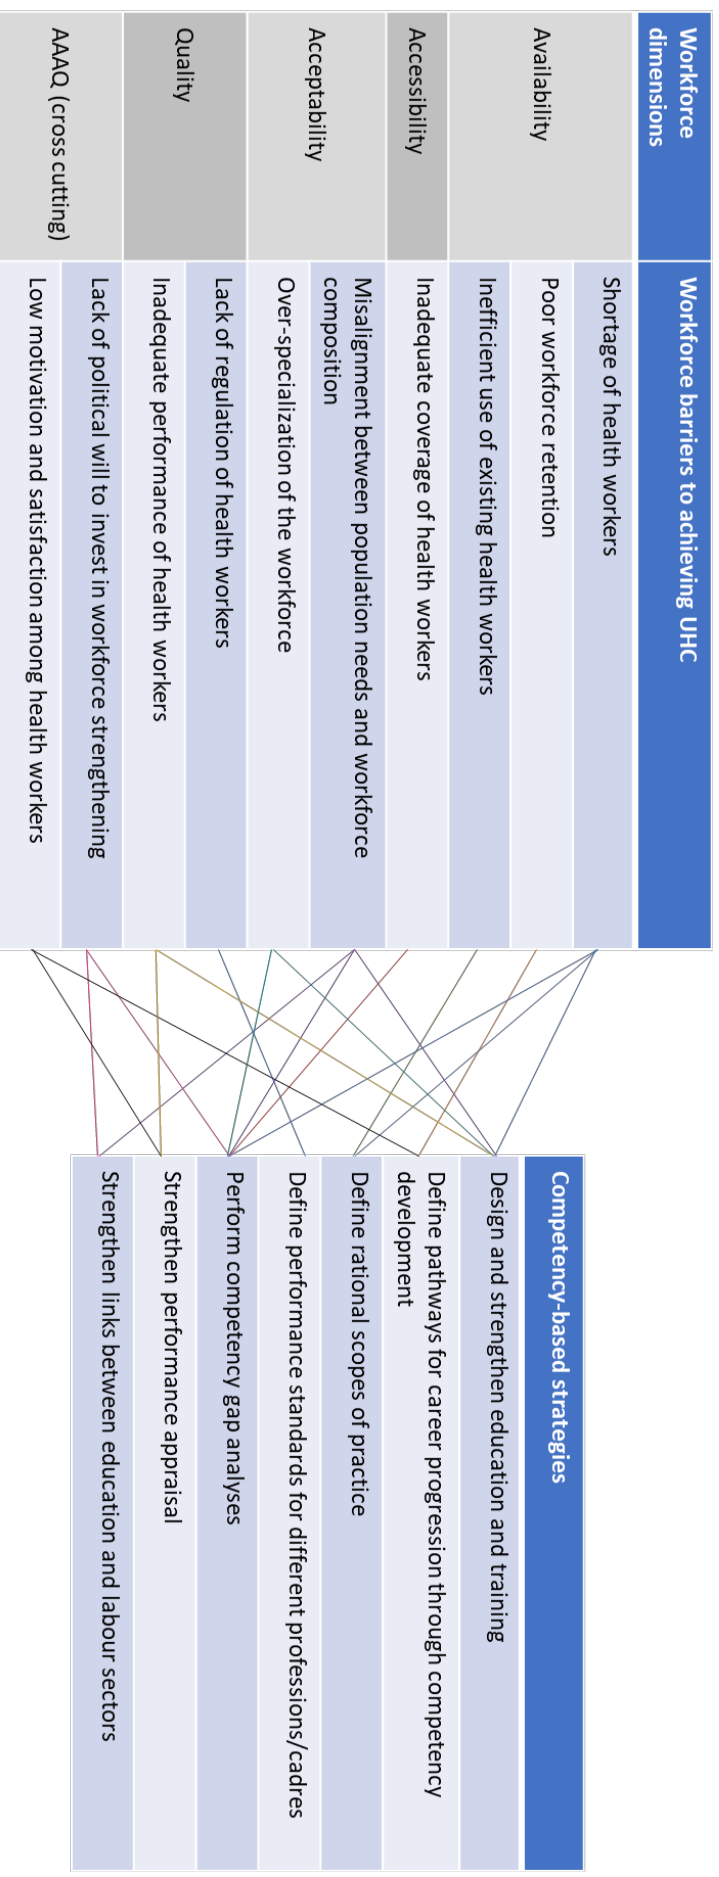 Workforce
dimensions
Workforce barriers to achieving UHC
Availability
Shortage of health workers
Poor workforce retention
Inefficient use of existing health workers
Accessibility
Inadequate coverage of health workers
Acceptability
Misalignment between population needs and workforce
composition
Over-specialization of the workforce
Quality
Lack of regulation of health workers
Inadequate performance of health workers
AAAQ (cross cutting)
Lack of political will to invest in workforce strengthening
Low motivation and satisfaction among health workers
Competency-based strategies
Design and strengthen education and training
Define pathways for career progression through competency
development
Define rational scopes of practice
Define performance standards for different professions/cadres
Perform competency gap analyses
Strengthen performance appraisal
Strengthen links between education and labour sectors